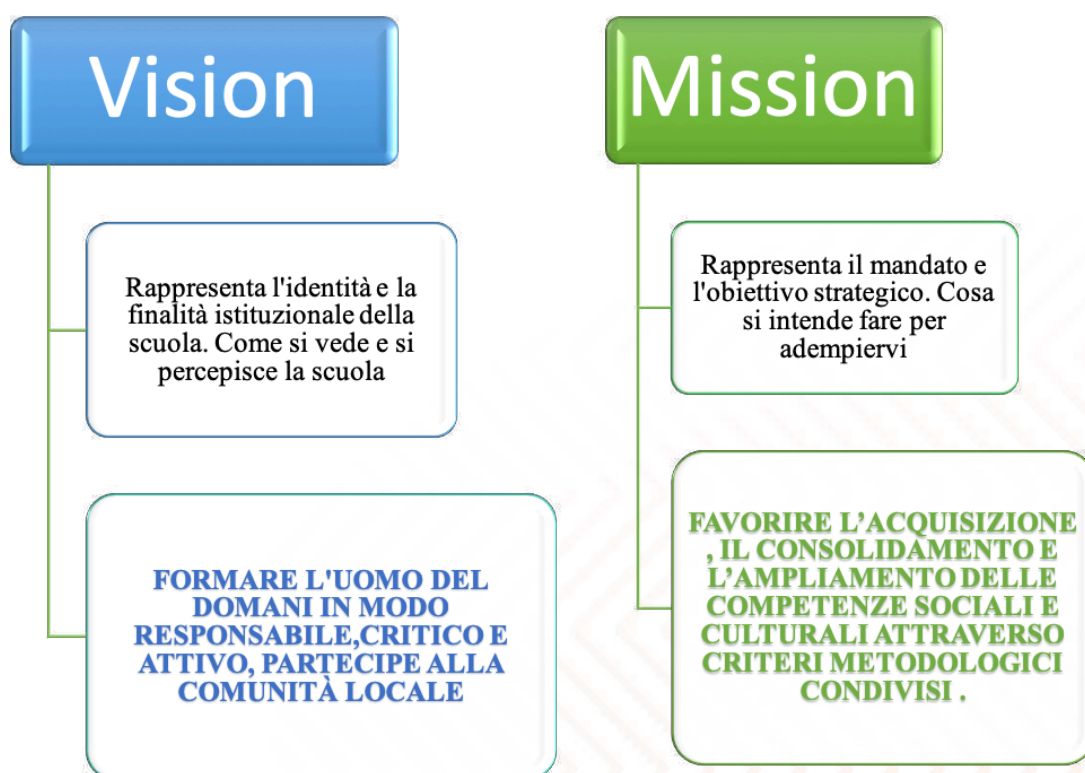 Vision
Rappresenta l'identità e la
finalità istituzionale della
scuola. Come si vede e si
percepisce la scuola
FORMARE L'UOMO DEL
DOMANI IN MODO
RESPONSABILE,CRITICO E
ATTIVO, PARTECIPE ALLA
COMUNITÀ LOCALE
Mission
Rappresenta il mandato e
l'obiettivo strategico. Cosa
si intende fare per
adempiervi
FAVORIRE L’ACQUISIZIONE
, IL CONSOLIDAMENTO E
L’AMPLIAMENTO DELLE
COMPETENZE SOCIALI E
CULTURALI ATTRAVERSO
CRITERI METODOLOGICI
CONDIVISI .